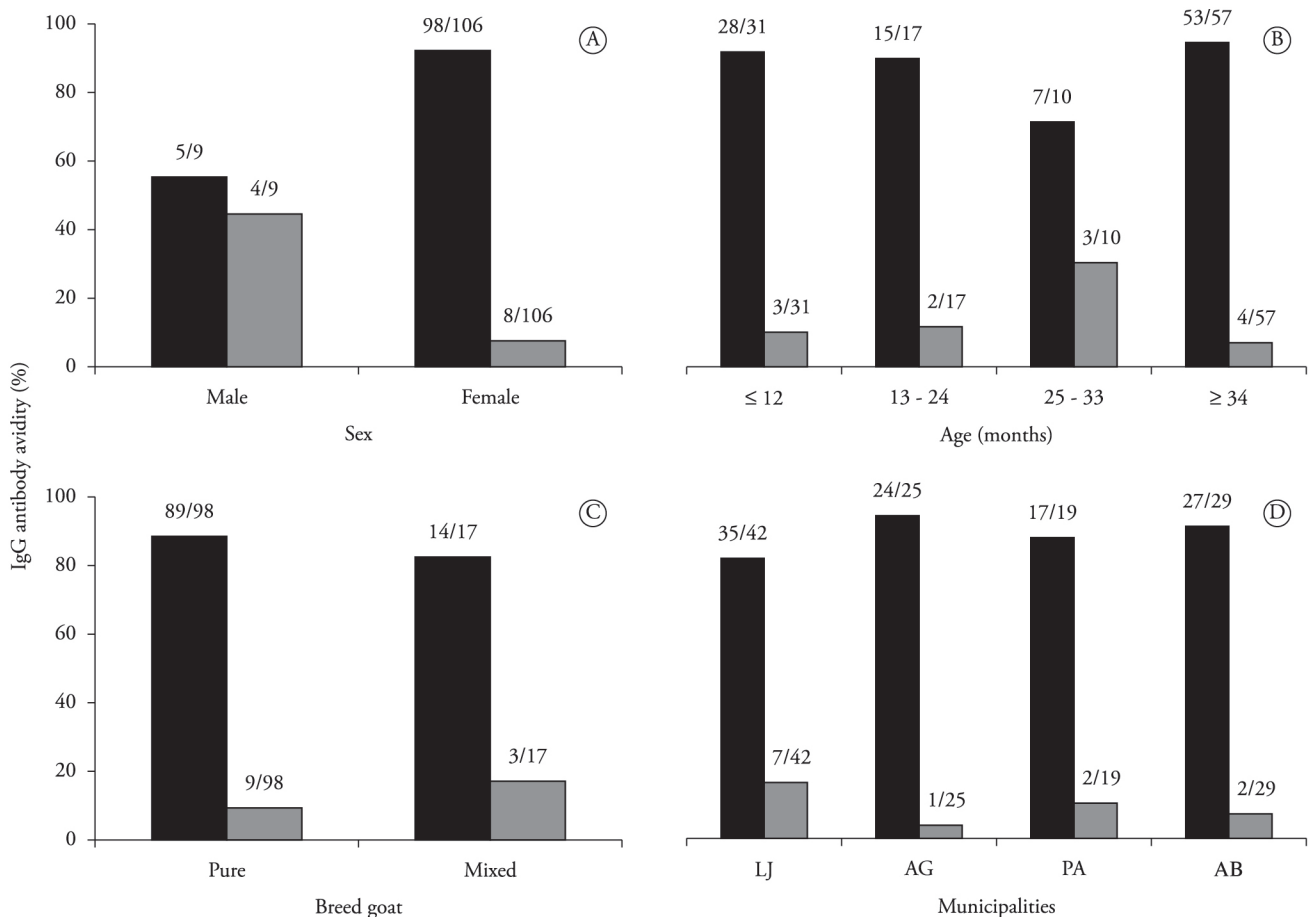 IgG antibody avidity (%)
100
80
60
40
20
0
5/9
4/9
98/106
8/106
A
Male
Female
Sex
28/31
3/31
15/17
2/17
7/10
3/10
53/57
4/57
B
≤ 12
13 - 24
25 - 33
≥ 34
Age (months)
100
80
60
40
20
0
89/98
9/98
14/17
3/17
C
Pure
Mixed
Breed goat
35/42
7/42
24/25
1/25
17/19
2/19
27/29
2/29
D
LJ
AG
PA
AB
Municipalities